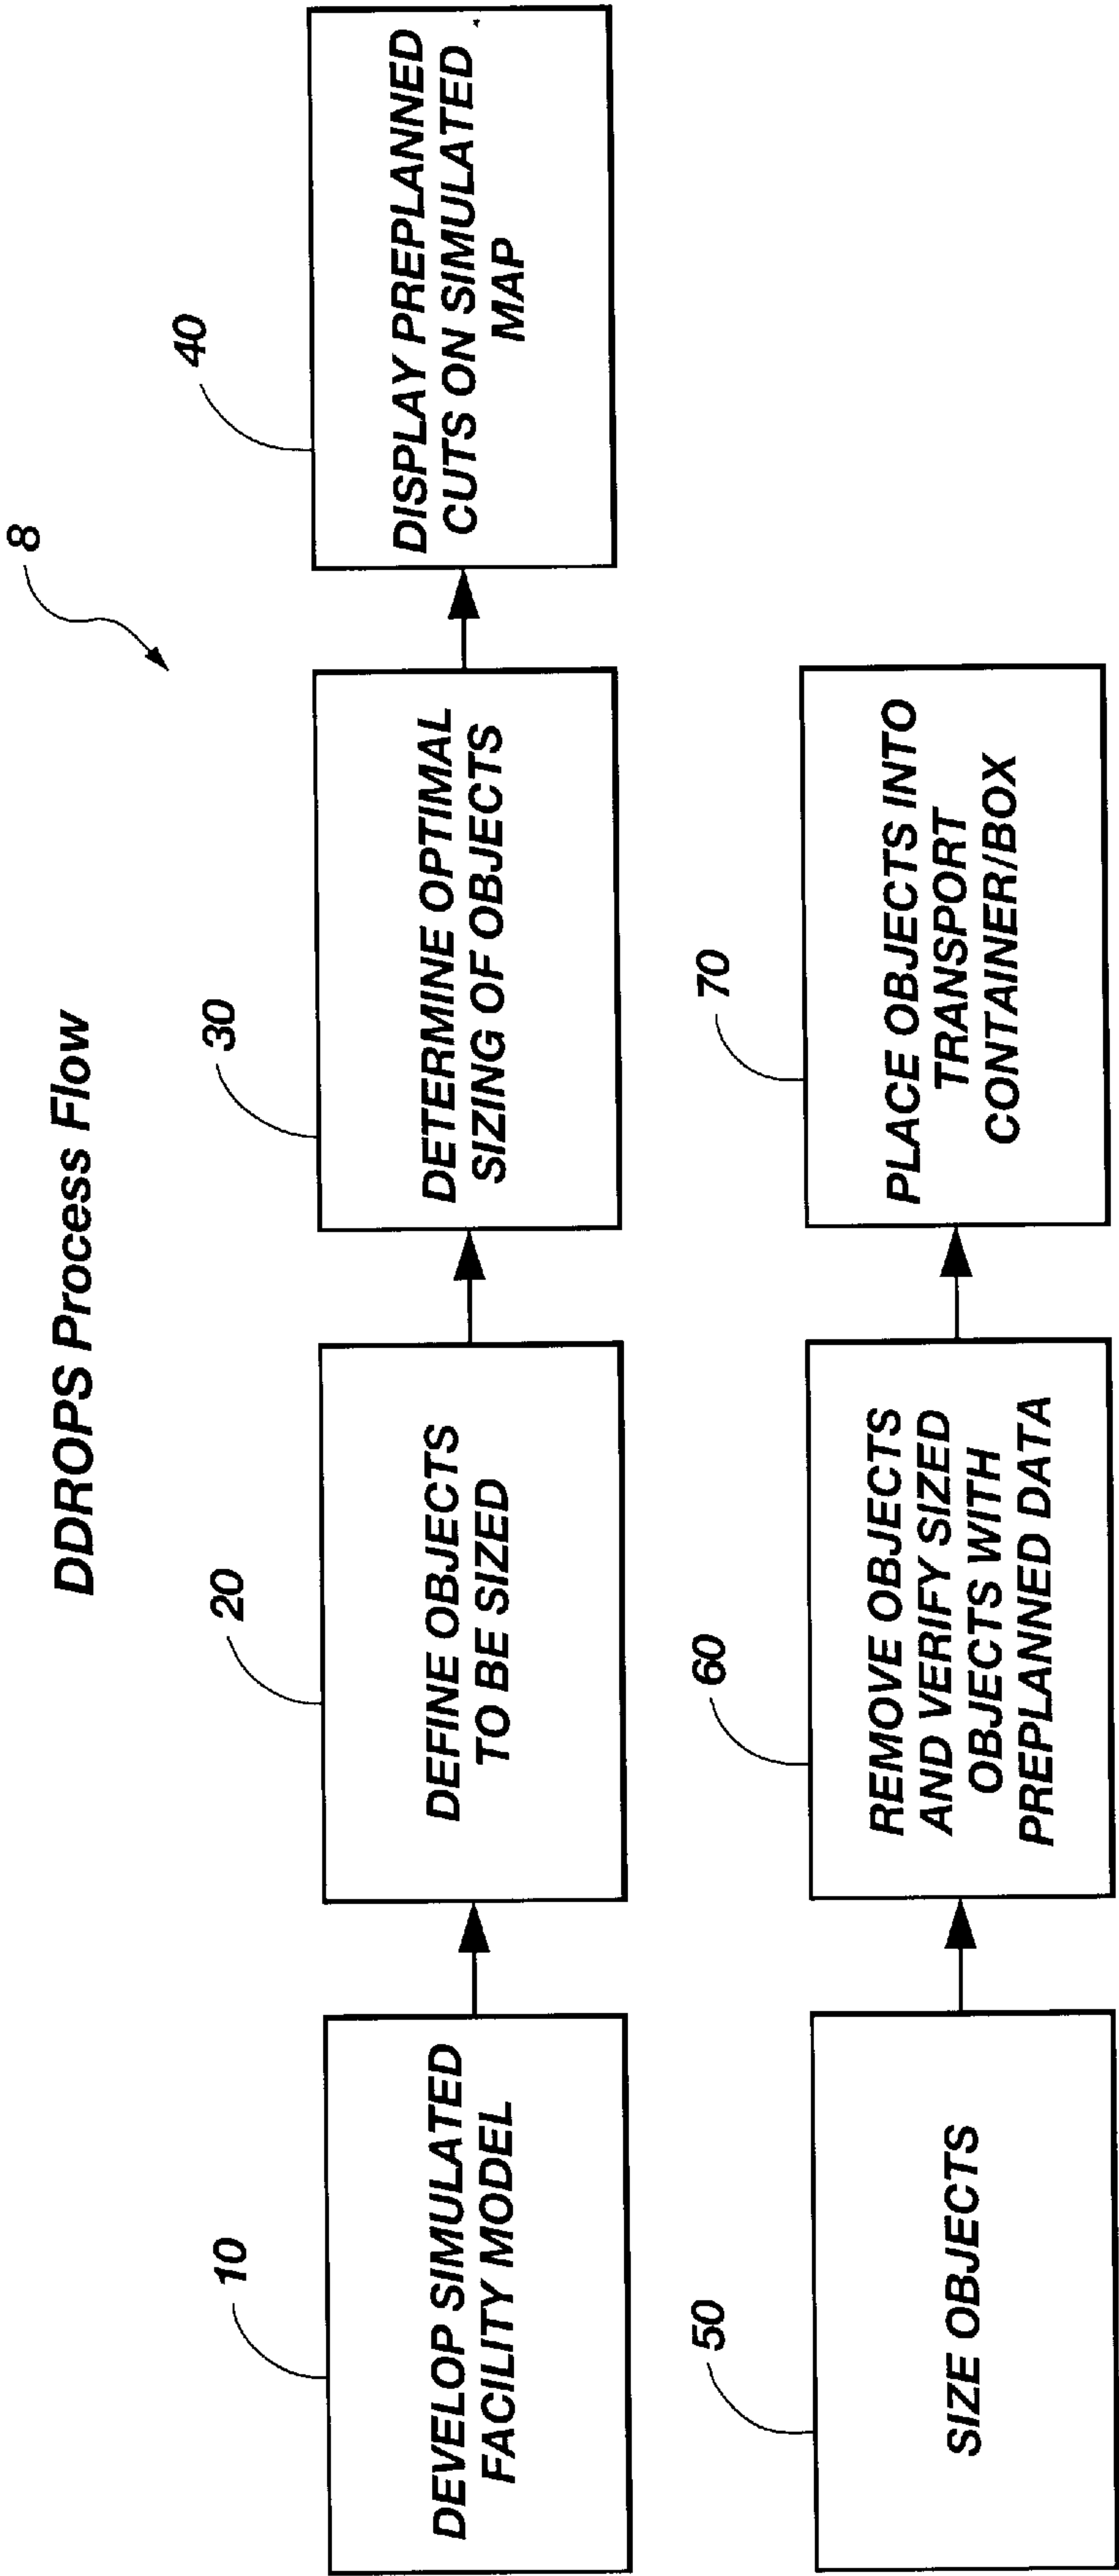 DDROPS Process Flow
8
10
DEVELOP SIMULATED
FACILITY MODEL
20
DEFINE OBJECTS
TO BE SIZED
30
DETERMINE OPTIMAL
SIZING OF OBJECTS
40
DISPLAY PREPLANNED
CUTS ON SIMULATED
MAP
50
SIZE OBJECTS
60
REMOVE OBJECTS
AND VERIFY SIZED
OBJECTS WITH
PREPLANNED DATA
70
PLACE OBJECTS INTO
TRANSPORT
CONTAINER/BOX